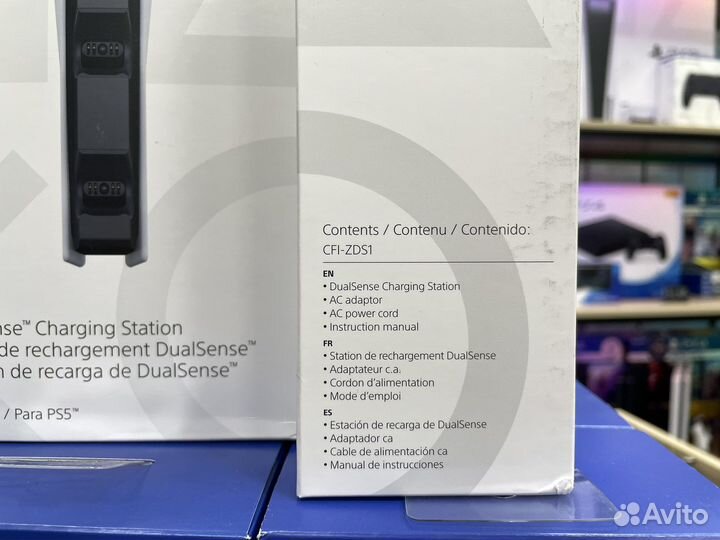 Contents / Contenu / Contenido:
CFI-ZDS1
EN
• DualSense Charging Station
• AC adaptor
• AC power cord
• Instruction manual
FR
• Station de rechargement DualSense
• Adaptateur c.a.
• Cordon d'alimentation
• Mode d'emploi
ES
• Estación de recarga de DualSense
• Adaptador ca
• Cable de alimentación ca
• Manual de instrucciones
nse™ Charging Station
de rechargement DualSense™
n de recarga de DualSense™
/ Para PS5™
Avito